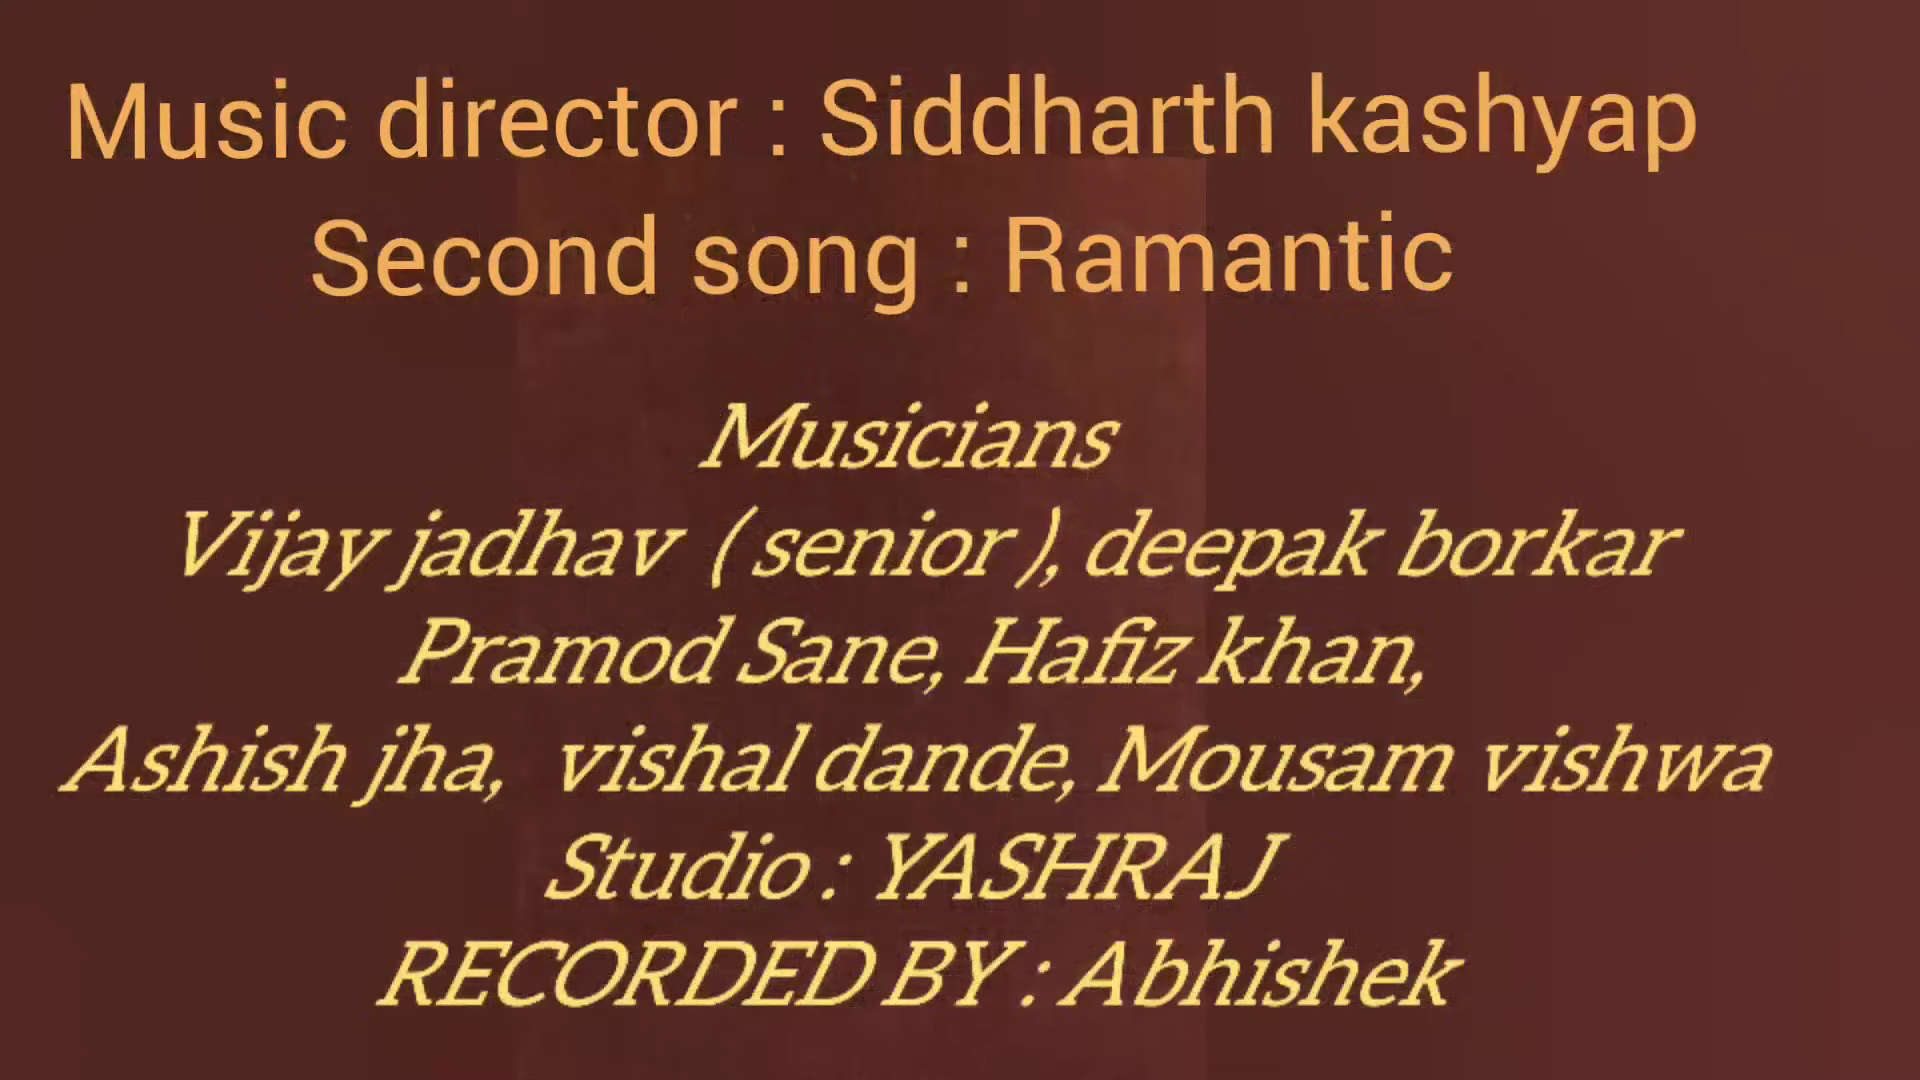 Music director : Siddharth kashyap
Second song : Ramantic
Musicians
Vijay jadhav ( senior ), deepak borkar
Pramod Sane, Hafiz khan,
Ashish jha, vishal dande, Mousam vishwa
Studio : YASHRAJ
RECORDED BY : Abhishek